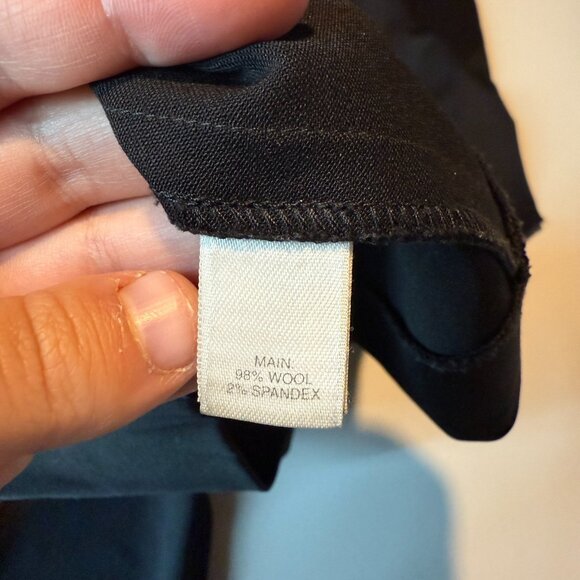 MAIN.
98% WOOL
2% SPANDEX